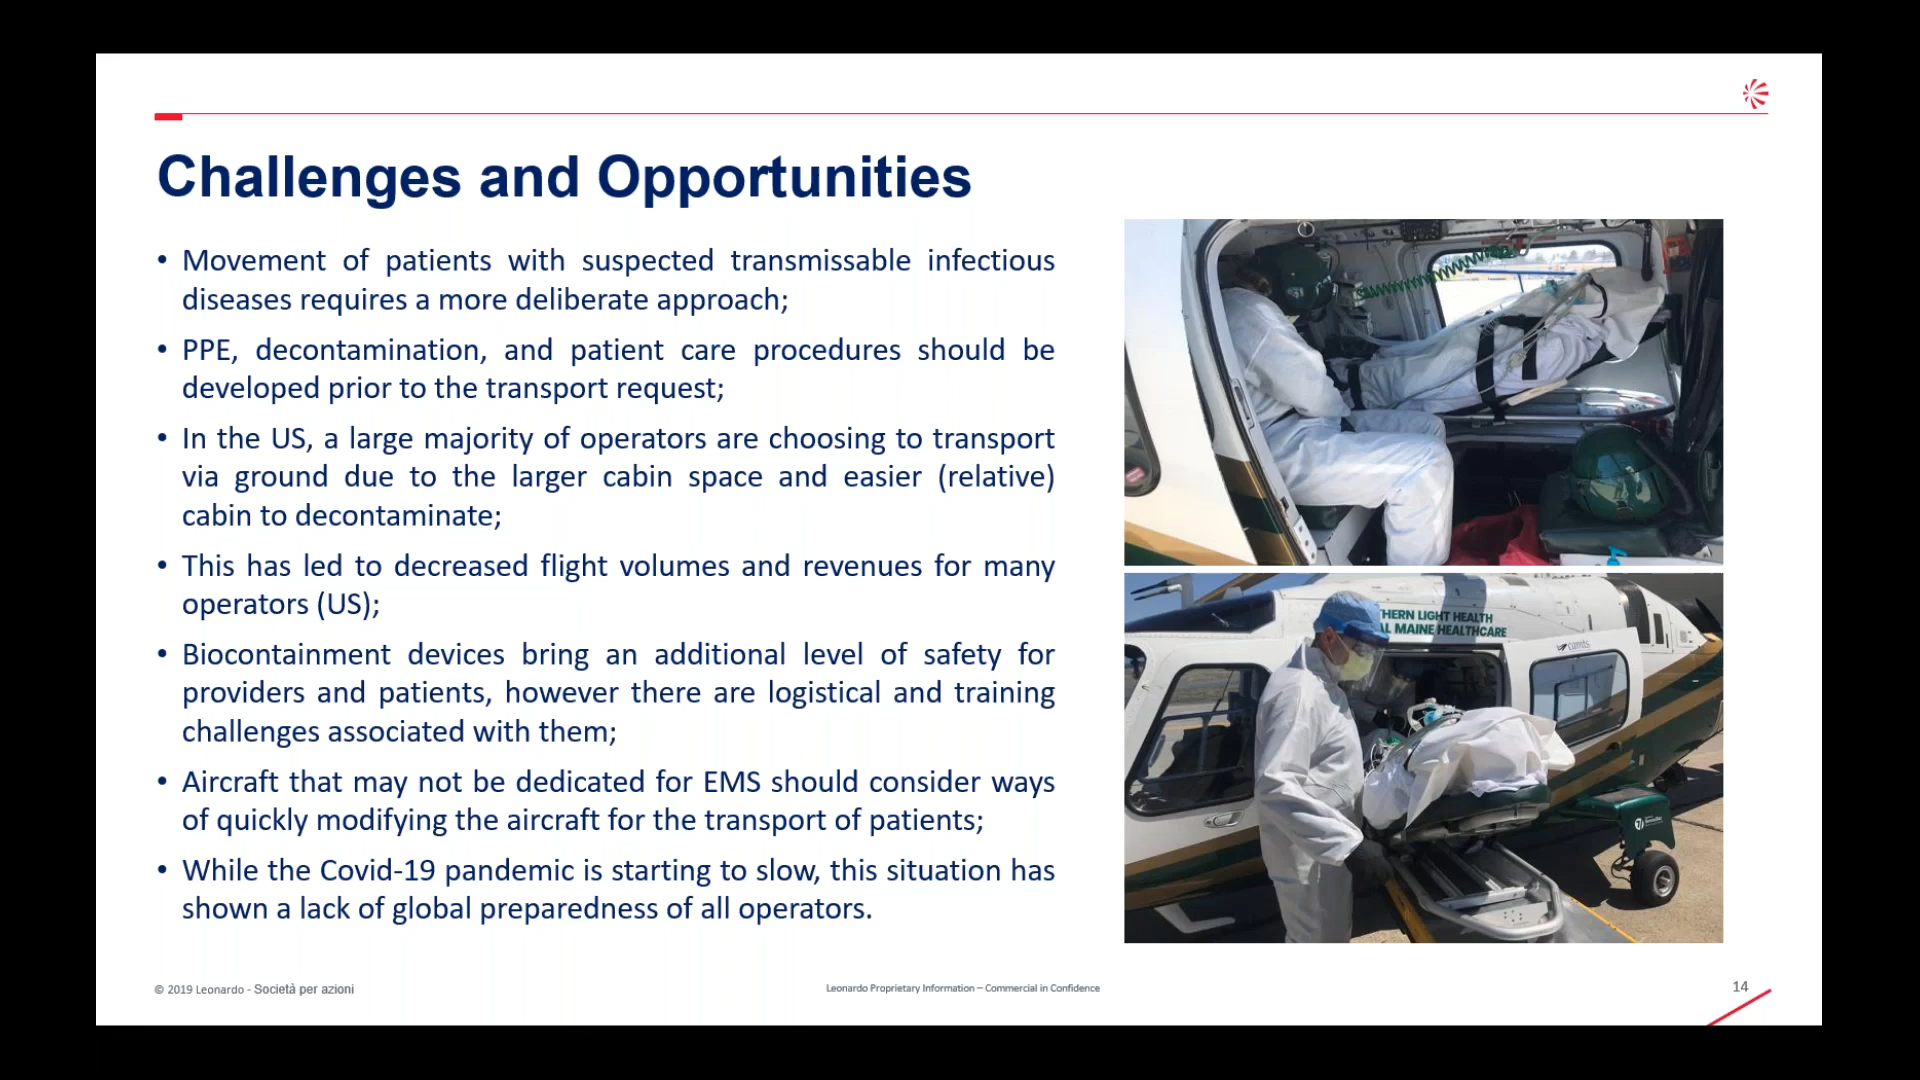 Challenges and Opportunities
• Movement of patients with suspected transmissable infectious
diseases requires a more deliberate approach;
• PPE, decontamination, and patient care procedures should be
developed prior to the transport request;
• In the US, a large majority of operators are choosing to transport
via ground due to the larger cabin space and easier (relative)
cabin to decontaminate;
• This has led to decreased flight volumes and revenues for many
operators (US);
• Biocontainment devices bring an additional level of safety for
providers and patients, however there are logistical and training
challenges associated with them;
• Aircraft that may not be dedicated for EMS should consider ways
of quickly modifying the aircraft for the transport of patients;
• While the Covid-19 pandemic is starting to slow, this situation has
shown a lack of global preparedness of all operators.
THERN LIGHT HEALTH
AL MAINE HEALTHCARE
© 2019 Leonardo - Società per azioni
Leonardo Proprietary Information – Commercial in Confidence
14